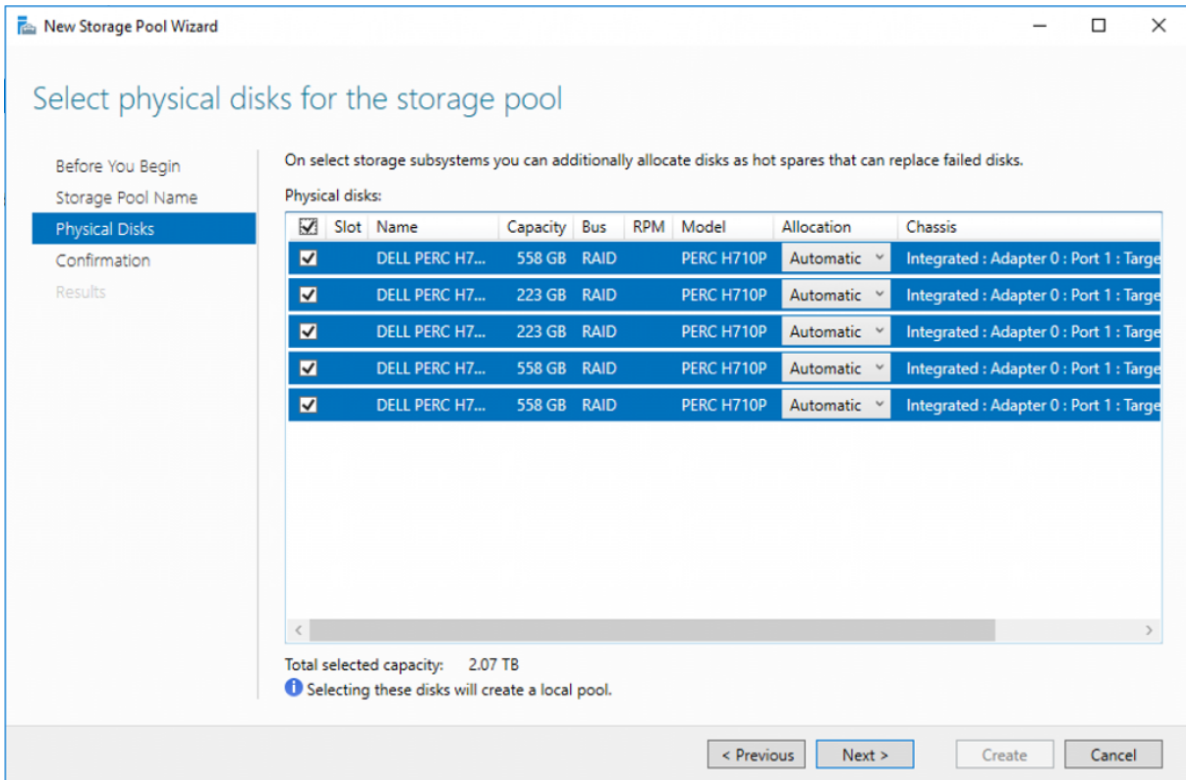 New Storage Pool Wizard
Select physical disks for the storage pool
Before You Begin
Storage Pool Name
Physical Disks
Confirmation
Results
On select storage subsystems you can additionally allocate disks as hot spares that can replace failed disks.
Physical disks:
Slot Name Capacity Bus RPM Model Allocation Chassis
DELL PERC H7... 558 GB RAID PERC H710P Automatic Integrated : Adapter 0 : Port 1 : Targe
DELL PERC H7... 223 GB RAID PERC H710P Automatic Integrated : Adapter 0 : Port 1 : Targe
DELL PERC H7... 223 GB RAID PERC H710P Automatic Integrated : Adapter 0 : Port 1 : Targe
DELL PERC H7... 558 GB RAID PERC H710P Automatic Integrated : Adapter 0 : Port 1 : Targe
DELL PERC H7... 558 GB RAID PERC H710P Automatic Integrated : Adapter 0 : Port 1 : Targe
Total selected capacity: 2.07 TB
Selecting these disks will create a local pool.
< Previous Next > Create Cancel